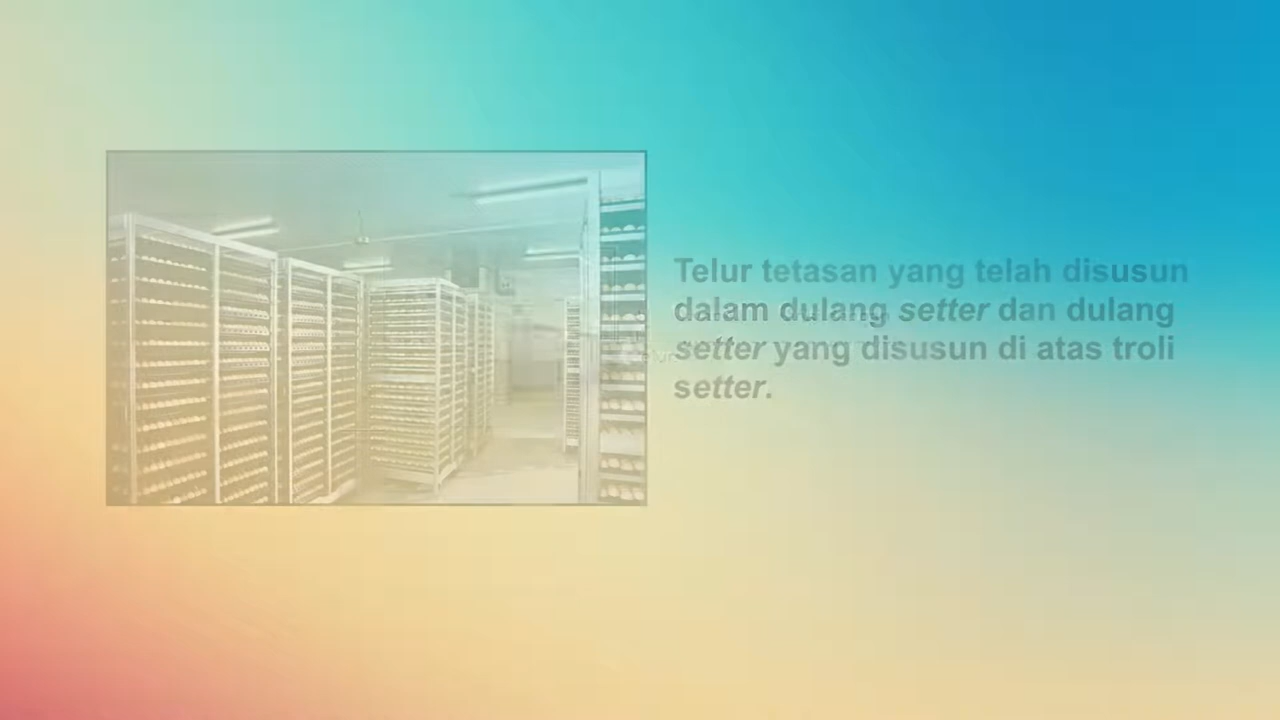 Telur tetasan yang telah disusun
dalam dulang setter dan dulang
setter yang disusun di atas troli
setter.